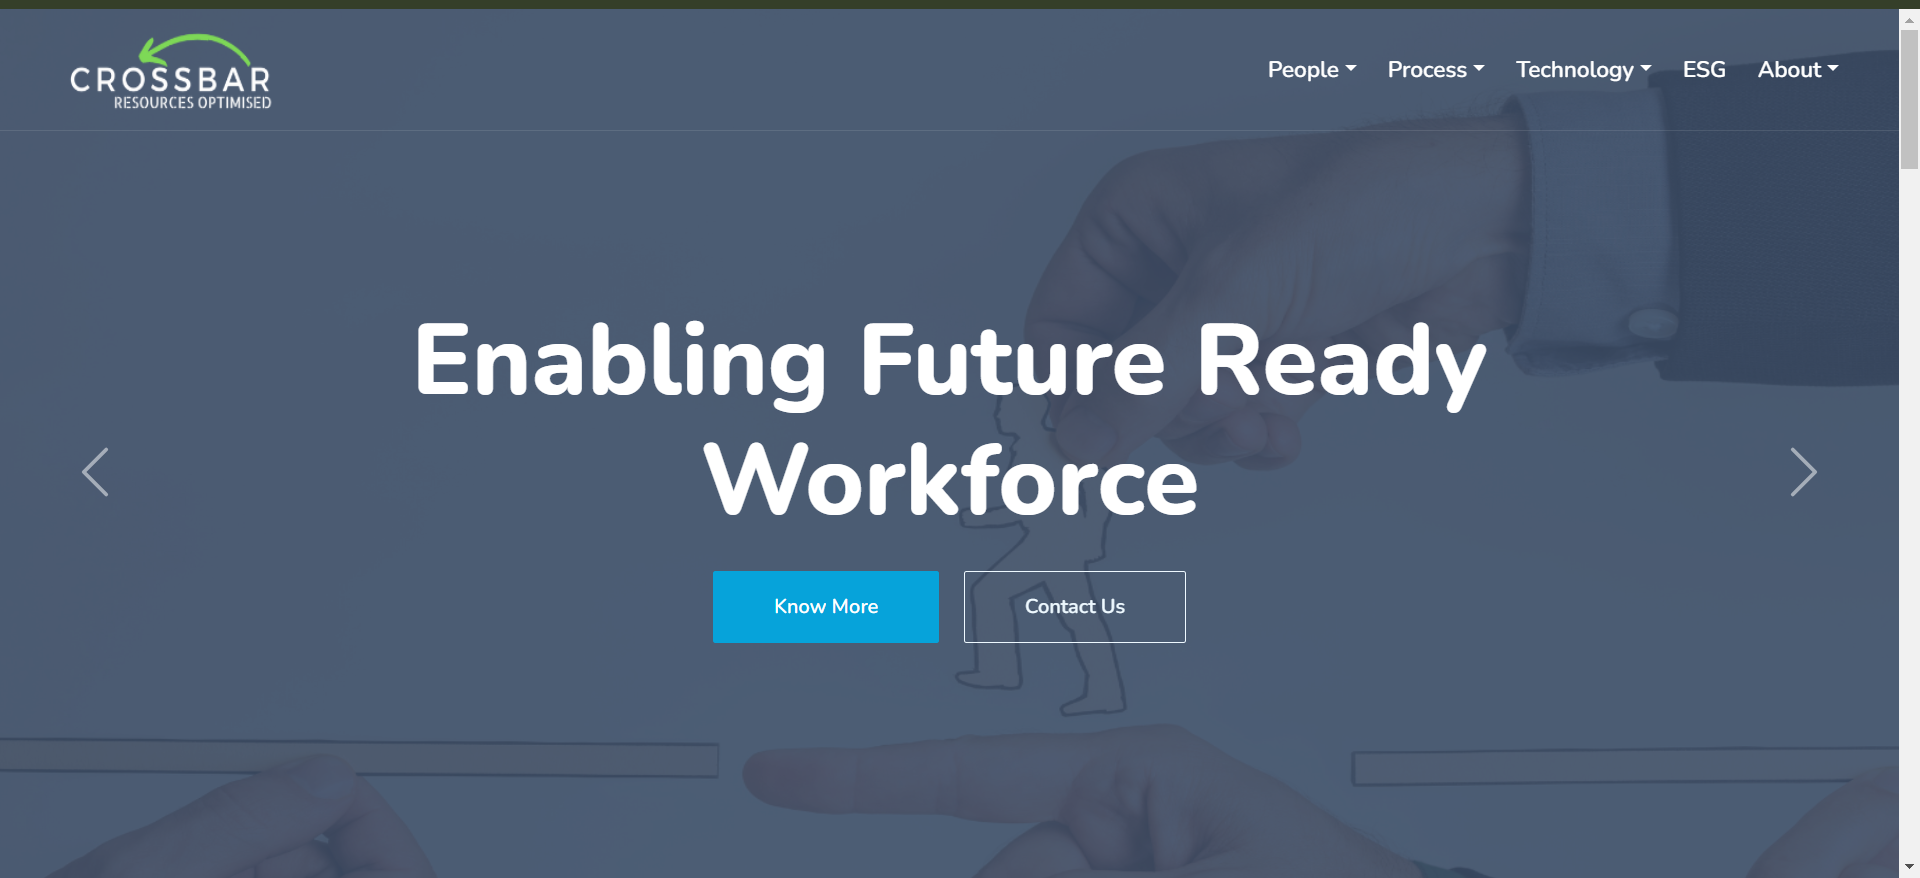 CROSSBAR
RESOURCES OPTIMISED
People Process Technology ESG About
Enabling Future Ready
Workforce
Know More Contact Us